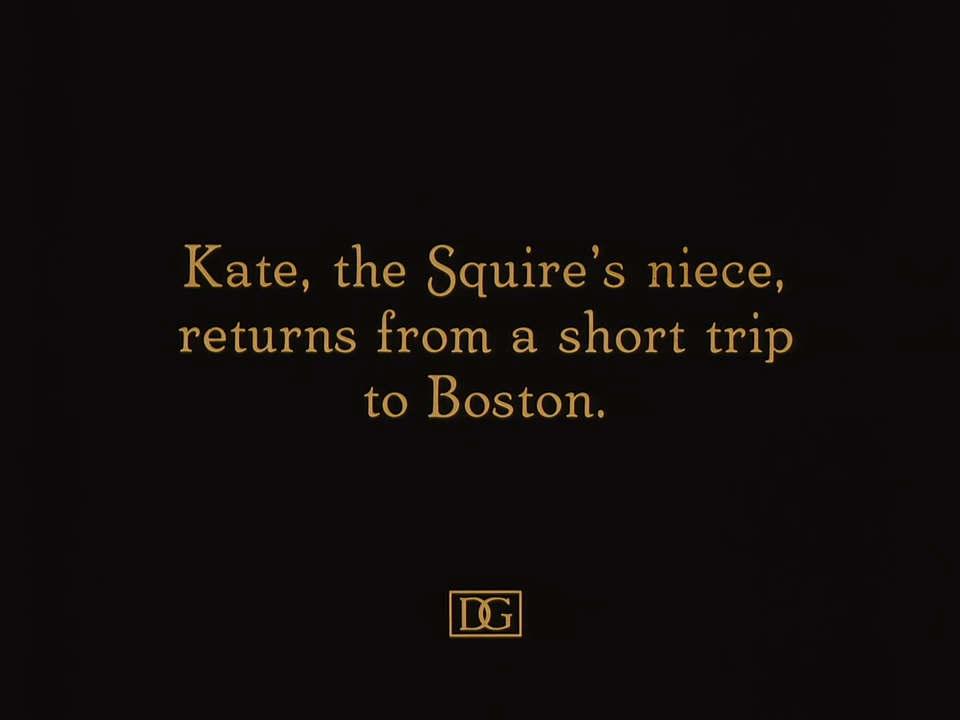 Kate, the Squire’s niece,
returns from a short trip
to Boston.
DG